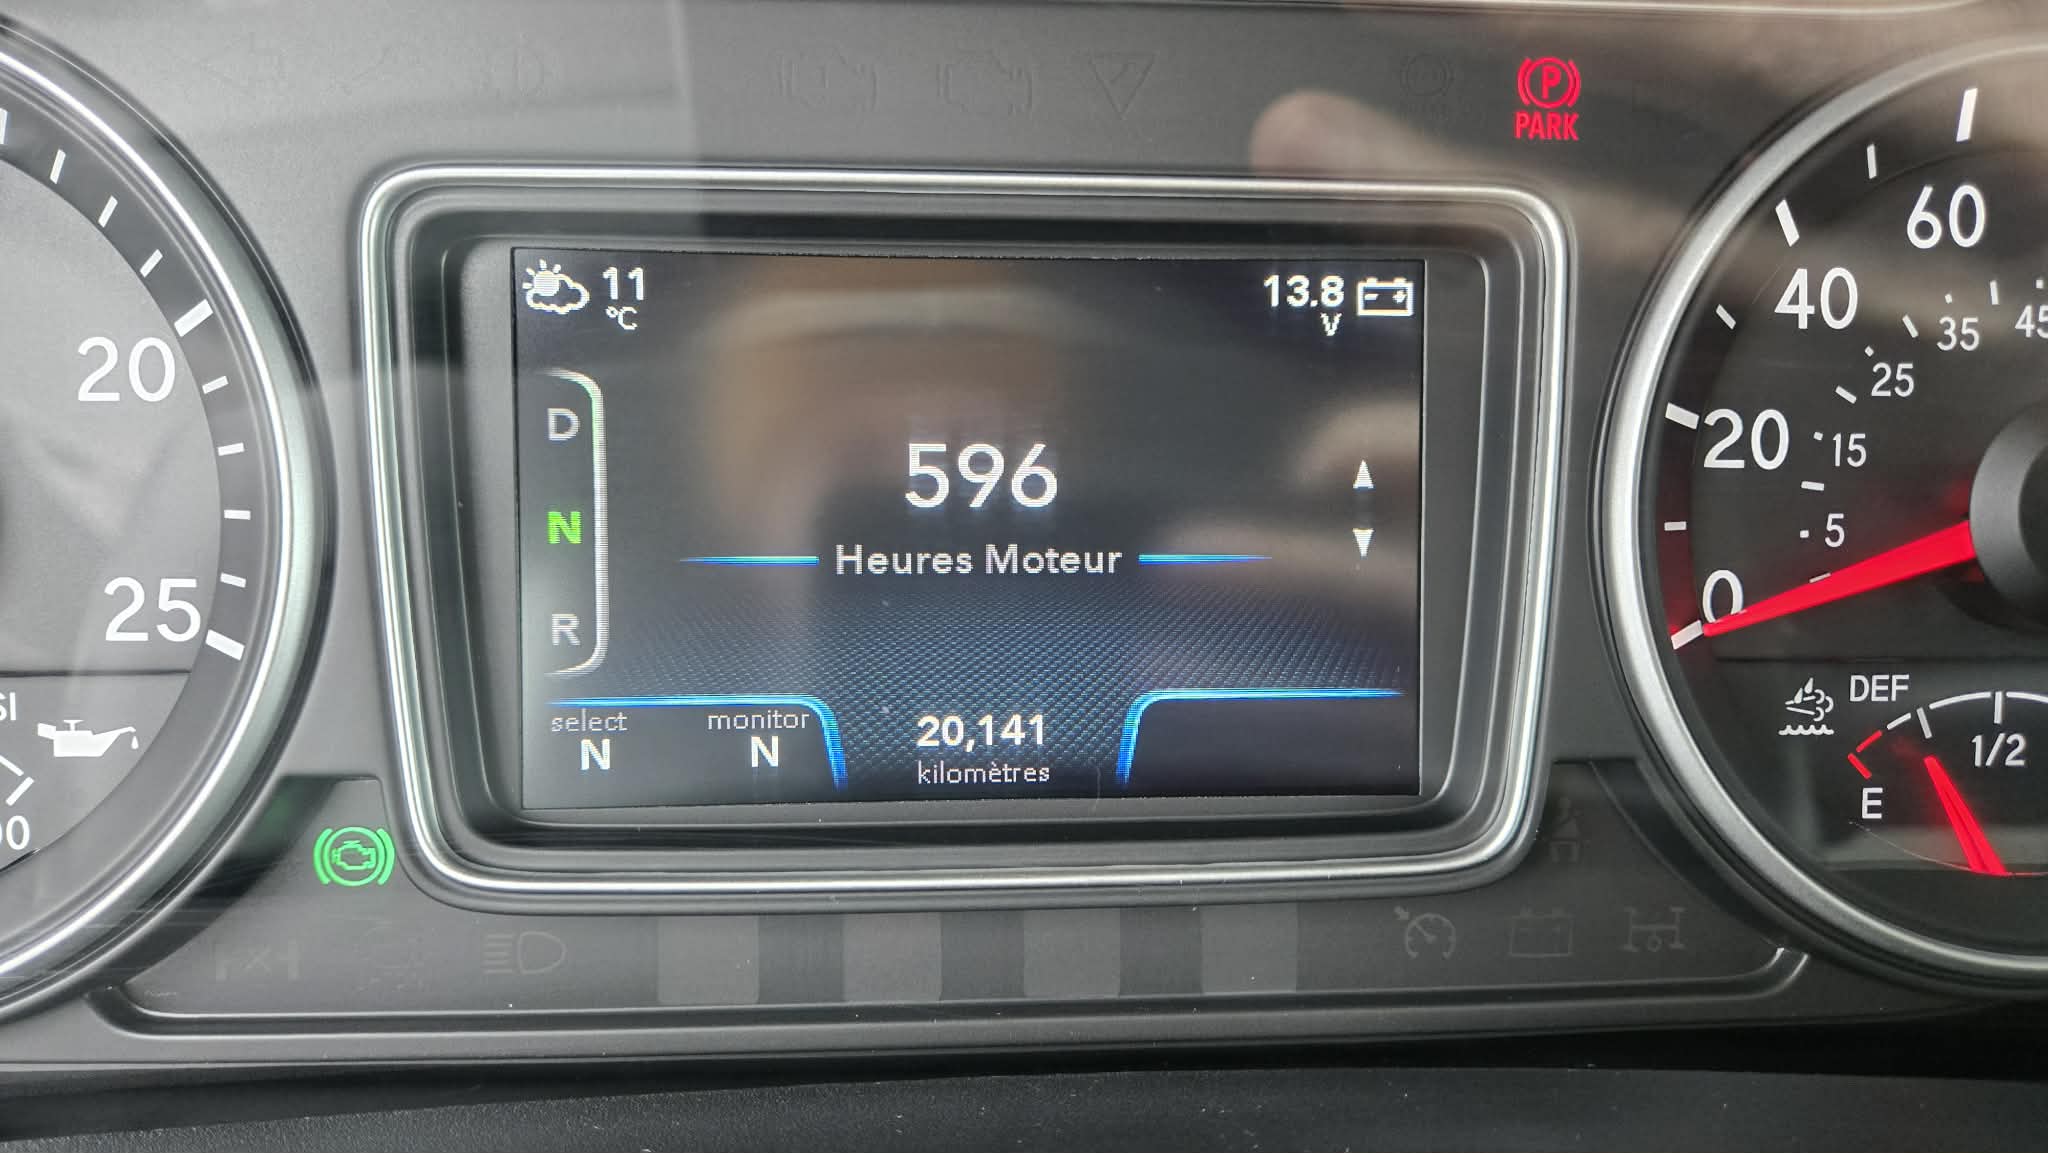 PARK
11
°C
13.8
V
D
N
R
596
Heures Moteur
select
N
monitor
N
20,141
kilomètres
20
25
60
40
20
0
35
25
15
5
DEF
1/2
E